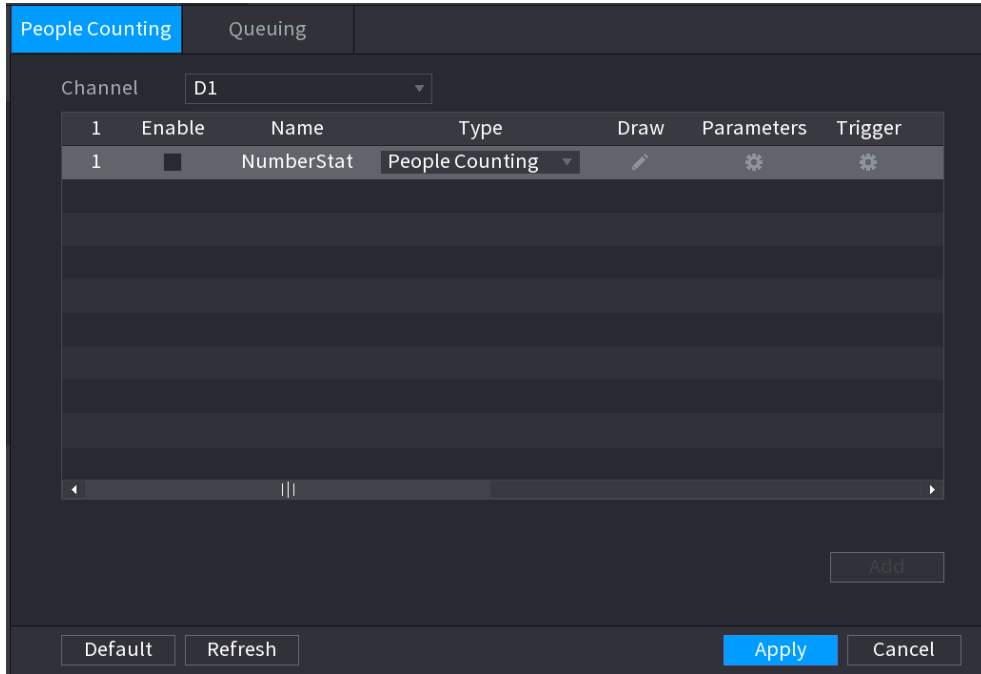 People Counting Queuing
Channel D1
1 Enable Name Type Draw Parameters Trigger
1 NumberStat People Counting
Add
Default Refresh Apply Cancel